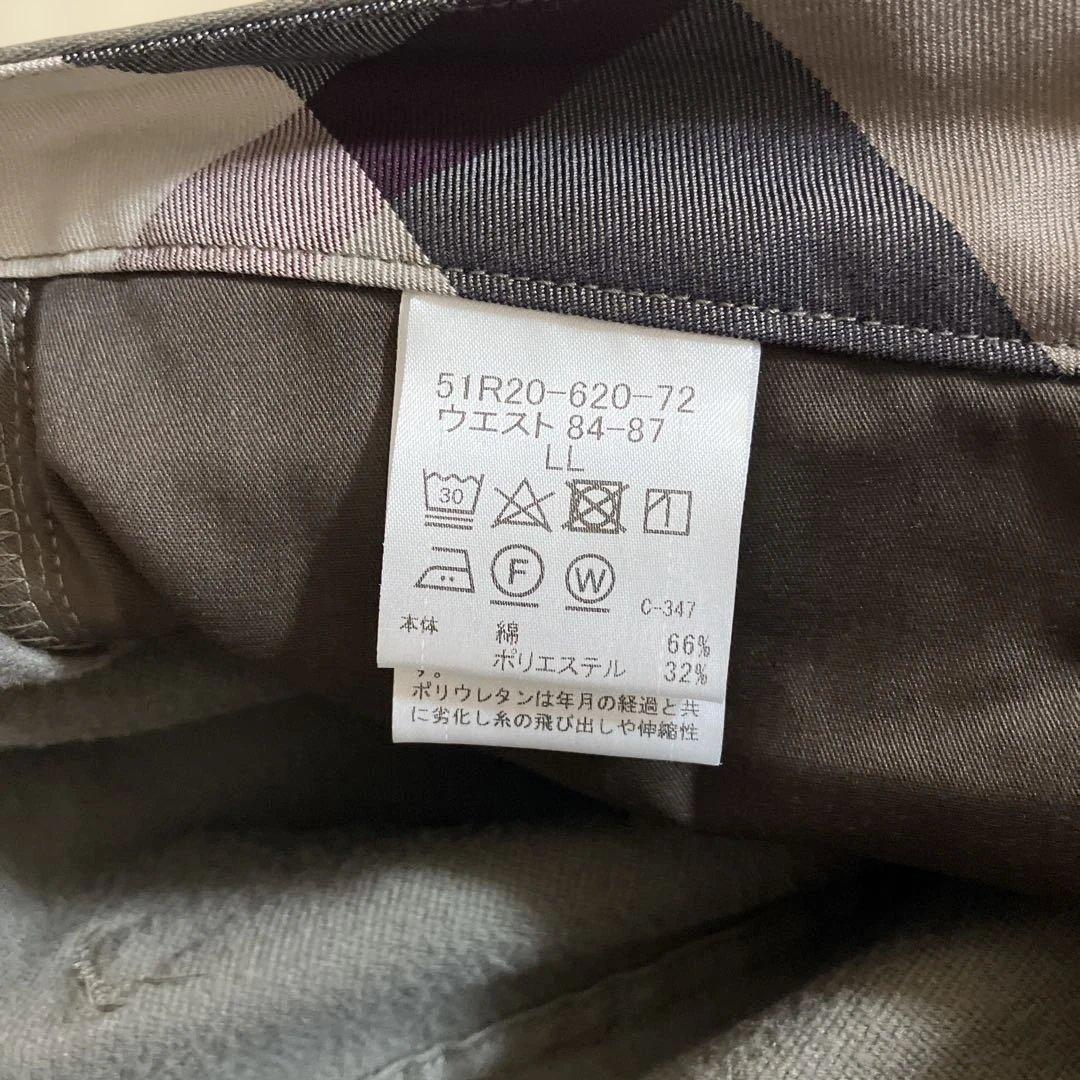 51R20-620-72
ウエスト 84-87
LL
30
F W
C-347
本体 綿 66%
ポリエステル 32%
ポリウレタンは年月の経過と共
に劣化し糸の飛び出しや伸縮性